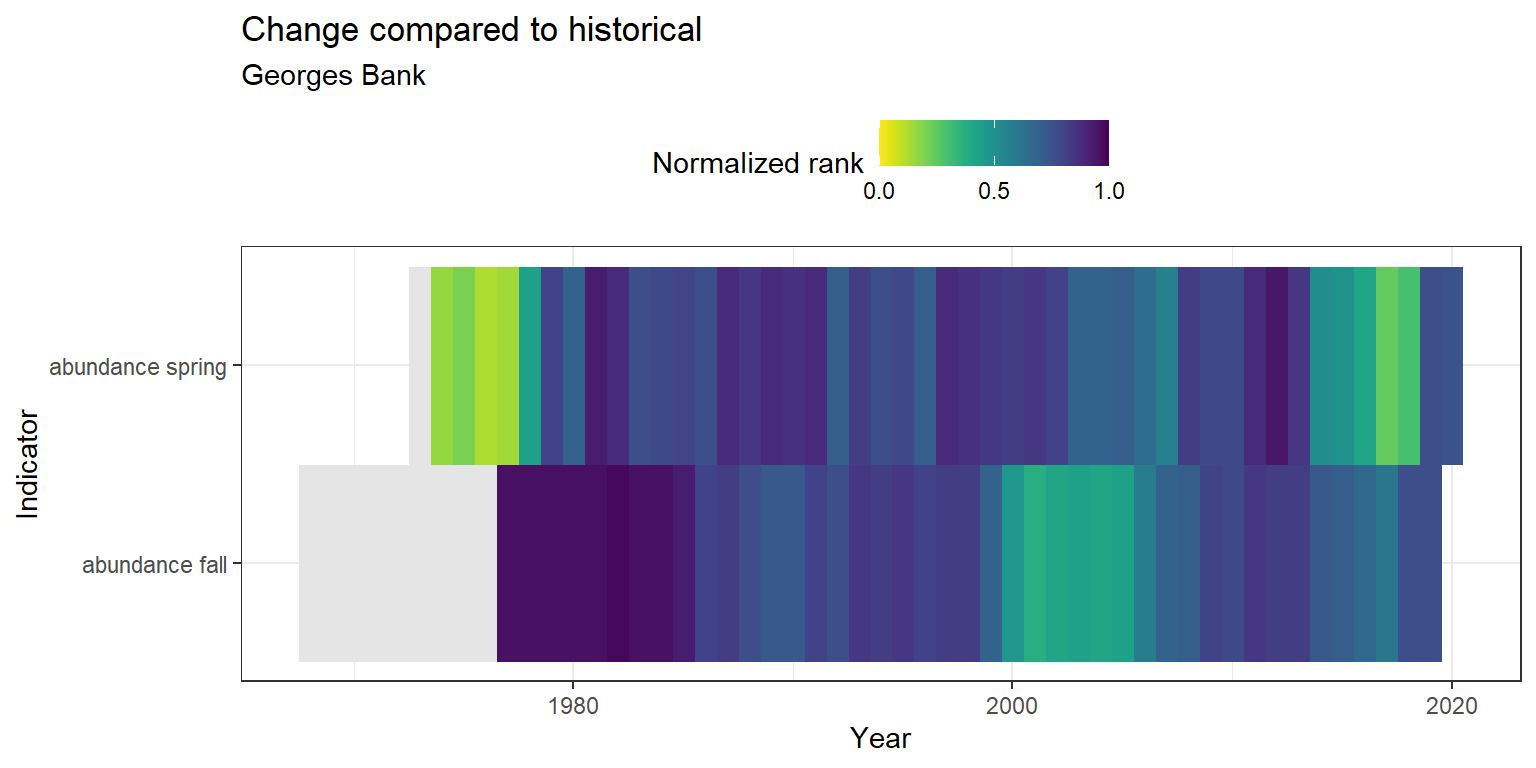 Change compared to historical
Georges Bank
Normalized rank
0.0 0.5 1.0
abundance spring
abundance fall
Indicator
1980 2000 2020
Year